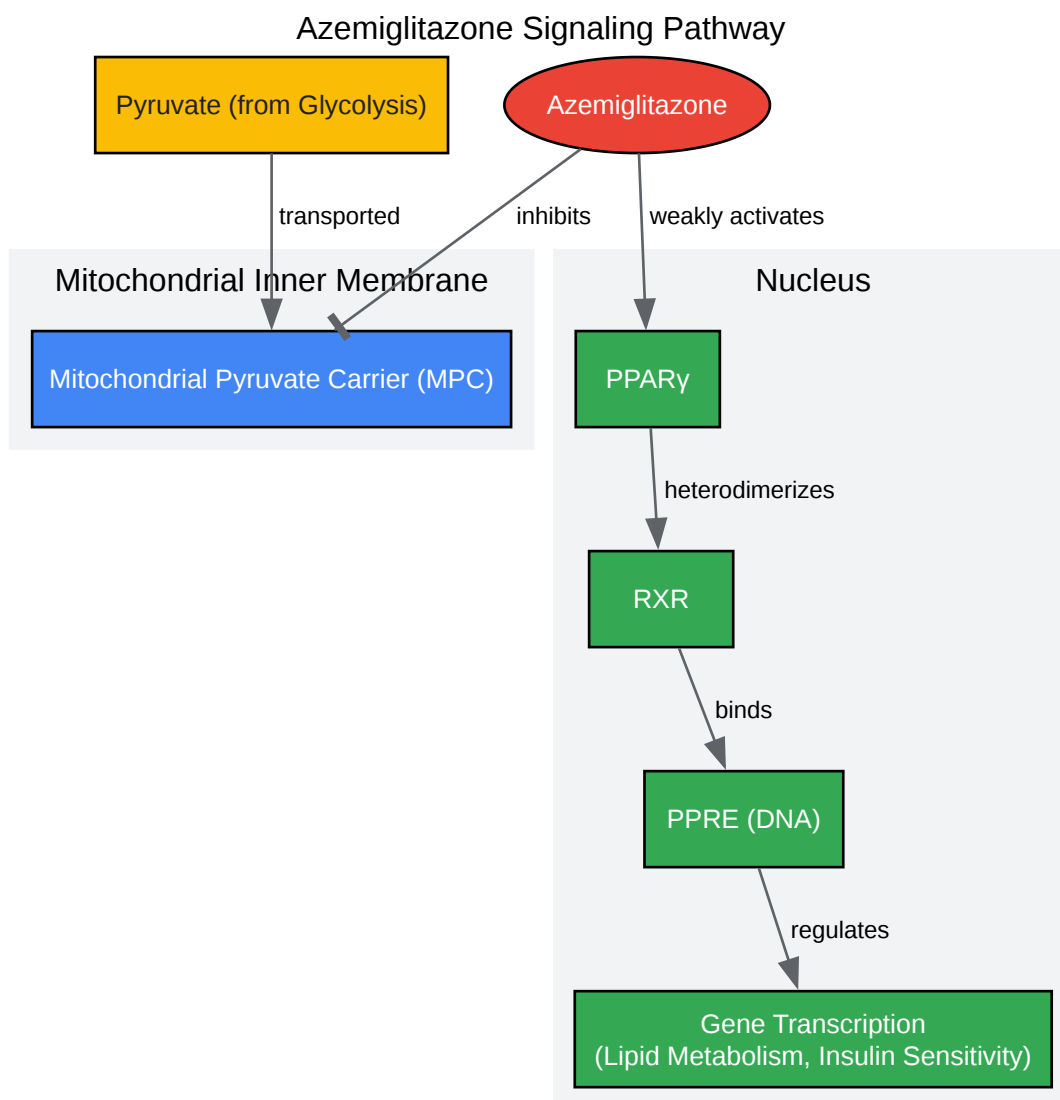 Azemiglitazone Signaling Pathway
Pyruvate (from Glycolysis)
Azemiglitazone
transported
inhibits
weakly activates
Mitochondrial Inner Membrane
Nucleus
Mitochondrial Pyruvate Carrier (MPC)
PPARγ
heterodimerizes
RXR
binds
PPRE (DNA)
regulates
Gene Transcription
(Lipid Metabolism, Insulin Sensitivity)